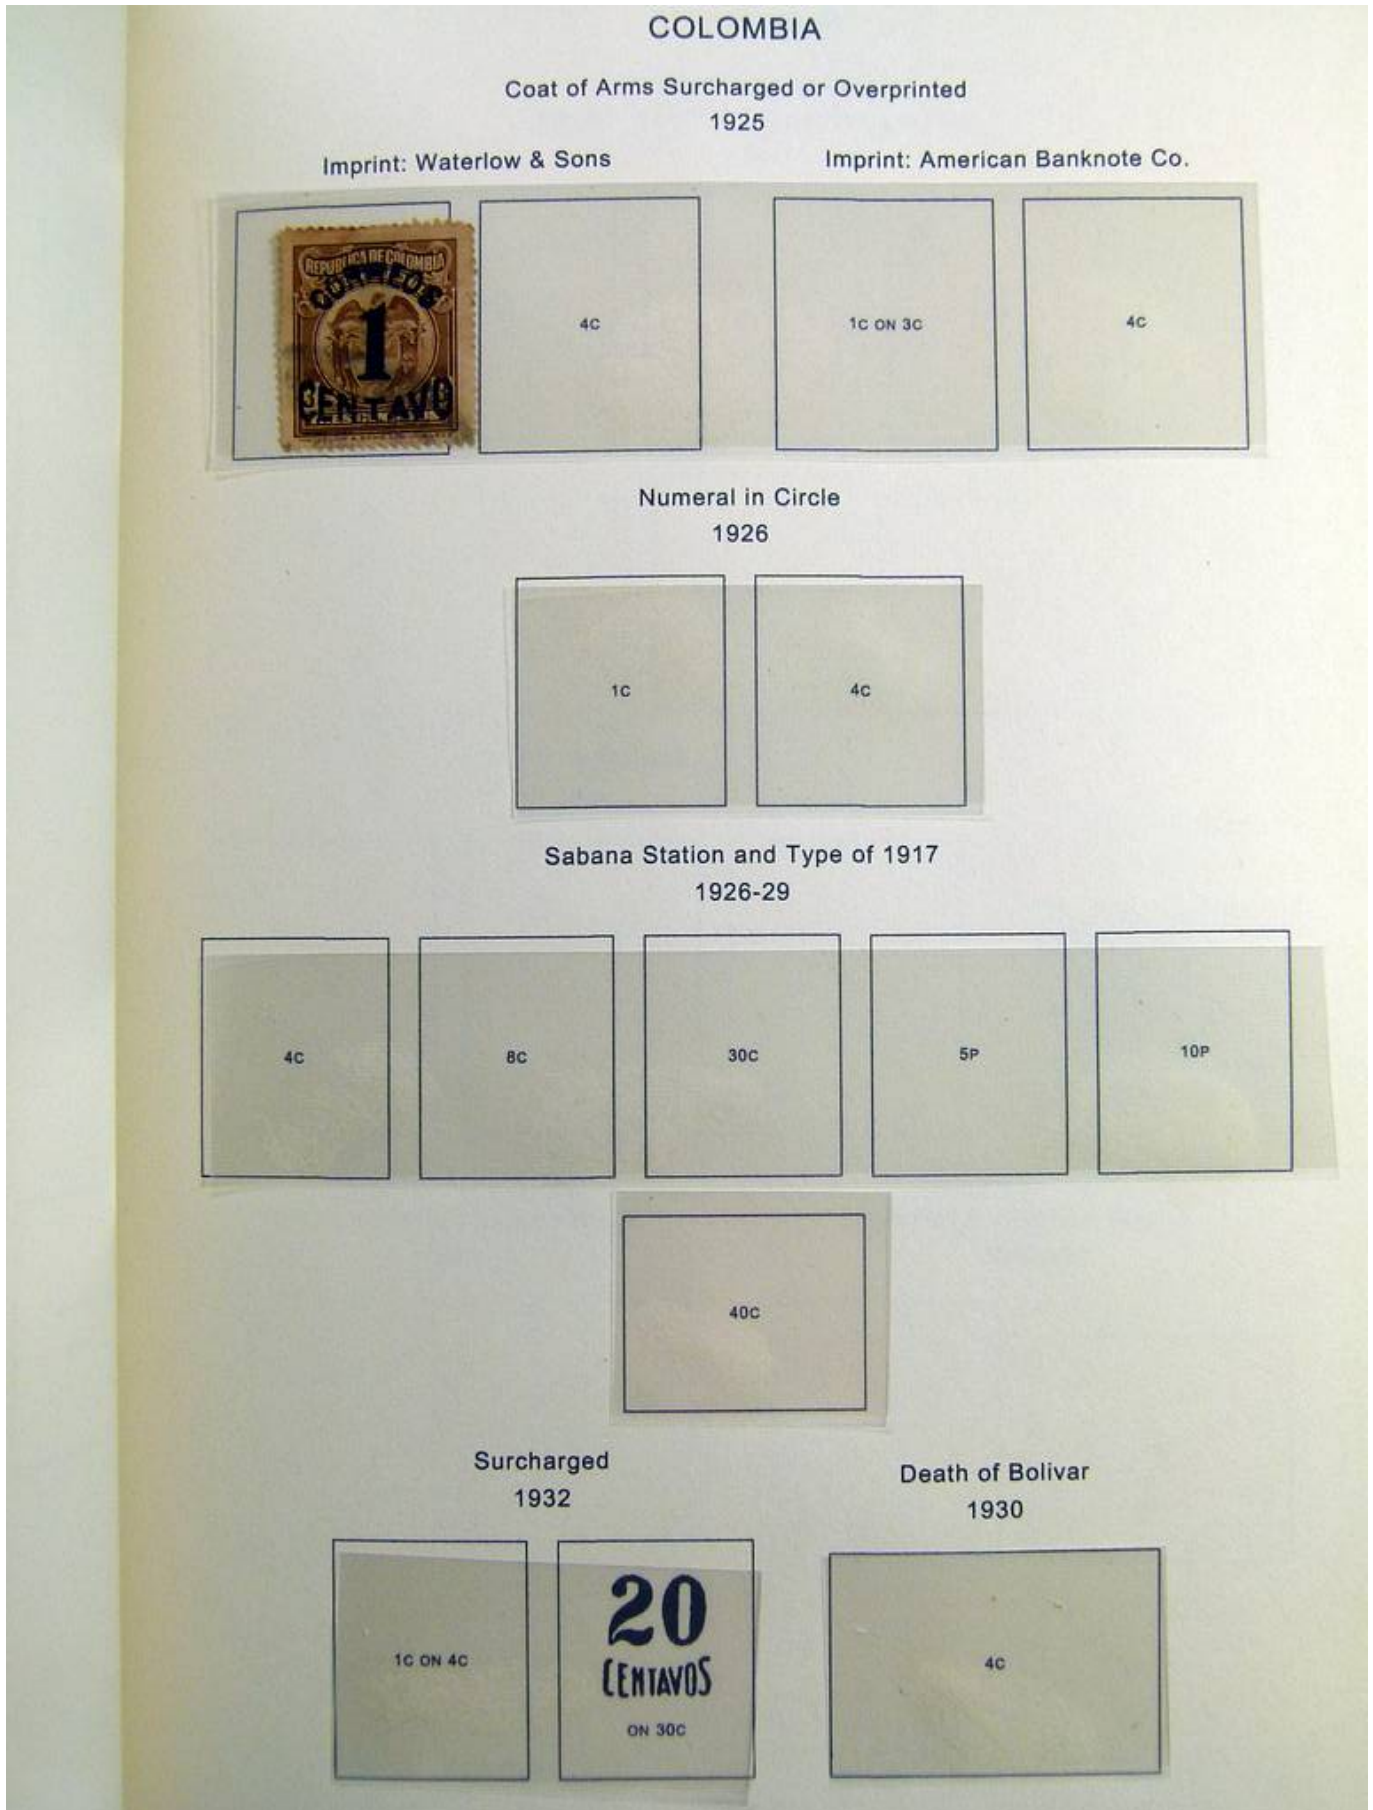 COLOMBIA
Coat of Arms Surcharged or Overprinted
1925
Imprint: Waterlow & Sons
Imprint: American Banknote Co.
REPUBLICA DE COLOMBIA
CORREOS
1
CENTAVO
4C
1C ON 3C
4C
Numeral in Circle
1926
1C
4C
Sabana Station and Type of 1917
1926-29
4C
8C
30C
5P
10P
40C
Surcharged
1932
Death of Bolivar
1930
1C ON 4C
20
CENTAVOS
ON 30C
4C